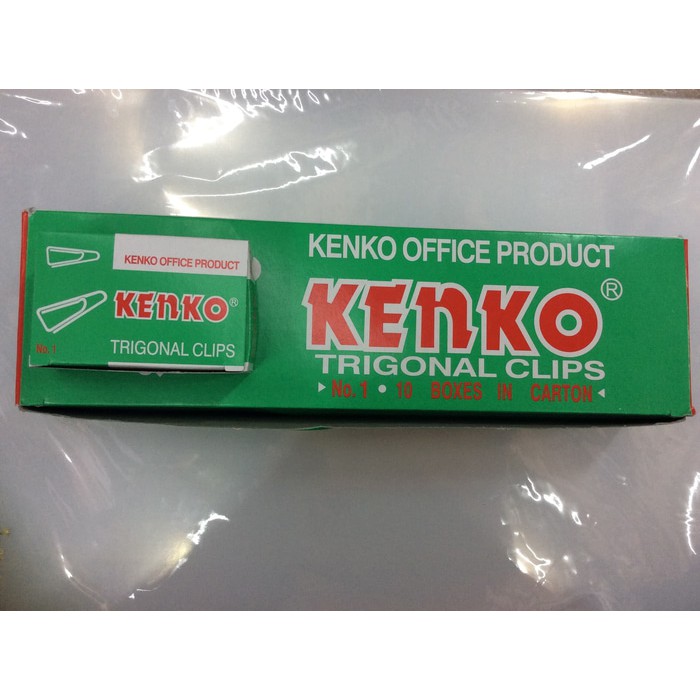 KENKO OFFICE PRODUCT
KENKO®
No.1
TRIGONAL CLIPS
KENKO OFFICE PRODUCT
KENKO®
TRIGONAL CLIPS
No. 1 • 10 BOXES IN CARTON